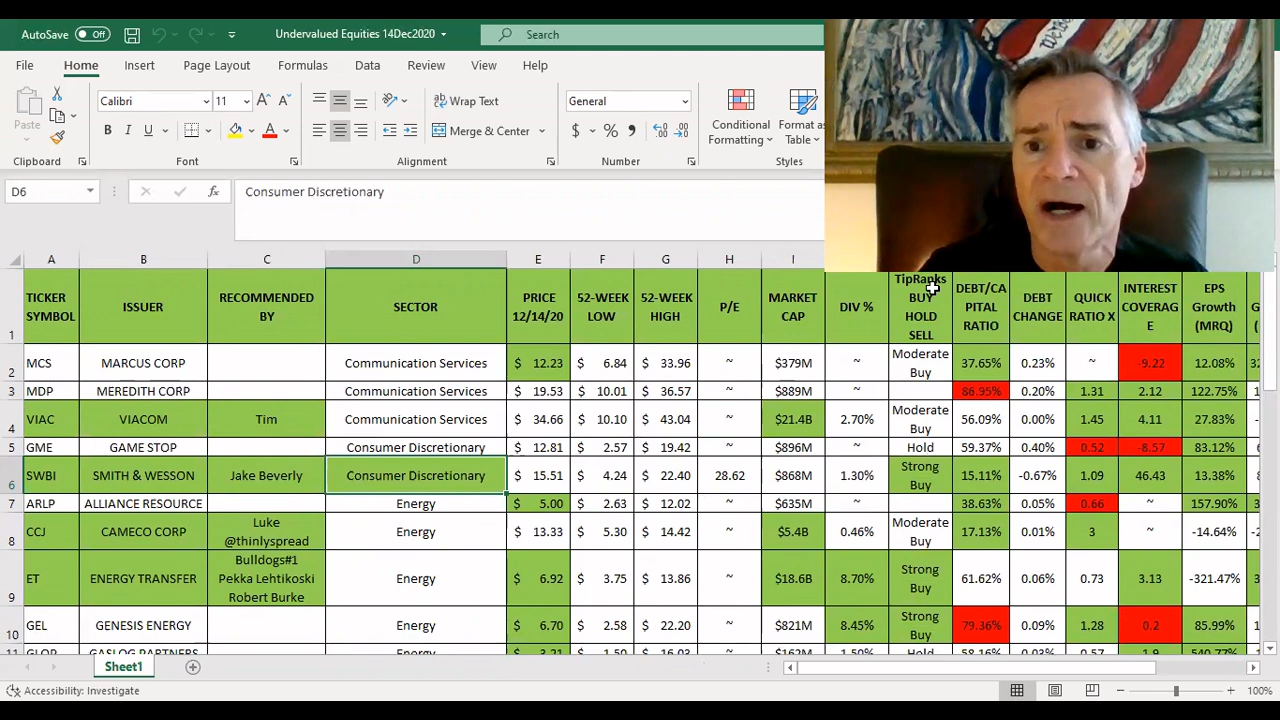 AutoSave Off Undervalued Equities 14Dec2020 Search
File Home Insert Page Layout Formulas Data Review View Help
Calibri 11 Wrap Text General
Paste B I U Merge & Center $ % Conditional Formatting Format as Table
Clipboard Font Alignment Number Styles
D6 fx Consumer Discretionary
A B C D E F G H I
1 TICKER SYMBOL ISSUER RECOMMENDED BY SECTOR PRICE 12/14/20 52-WEEK LOW 52-WEEK HIGH P/E MARKET CAP DIV % TipRanks BUY HOLD SELL DEBT/CAPITAL RATIO DEBT CHANGE QUICK RATIO X INTEREST COVERAGE EPS Growth (MRQ)
2 MCS MARCUS CORP Communication Services $ 12.23 $ 6.84 $ 33.96 ~ $379M ~ Moderate Buy 37.65% 0.23% ~ -9.22 12.08%
3 MDP MEREDITH CORP Communication Services $ 19.53 $ 10.01 $ 36.57 ~ $889M ~ 86.95% 0.20% 1.31 2.12 122.75%
4 VIAC VIACOM Tim Communication Services $ 34.66 $ 10.10 $ 43.04 ~ $21.4B 2.70% Moderate Buy 56.09% 0.00% 1.45 4.11 27.83%
5 GME GAME STOP Consumer Discretionary $ 12.81 $ 2.57 $ 19.42 ~ $896M ~ Hold 59.37% 0.40% 0.52 -8.57 83.12%
6 SWBI SMITH & WESSON Jake Beverly Consumer Discretionary $ 15.51 $ 4.24 $ 22.40 28.62 $868M 1.30% Strong Buy 15.11% -0.67% 1.09 46.43 13.38%
7 ARLP ALLIANCE RESOURCE Energy $ 5.00 $ 2.63 $ 12.02 ~ $635M ~ 38.63% 0.05% 0.66 ~ 157.90%
8 CCJ CAMECO CORP Luke @thinlyspread Energy $ 13.33 $ 5.30 $ 14.42 ~ $5.4B 0.46% Moderate Buy 17.13% 0.01% 3 ~ -14.64%
9 ET ENERGY TRANSFER Bulldogs#1 Pekka Lehtikoski Robert Burke Energy $ 6.92 $ 3.75 $ 13.86 ~ $18.6B 8.70% Strong Buy 61.62% 0.06% 0.73 3.13 -321.47%
10 GEL GENESIS ENERGY Energy $ 6.70 $ 2.58 $ 22.20 ~ $821M 8.45% Strong Buy 79.36% 0.09% 1.28 0.2 85.99%
Sheet1
Accessibility: Investigate 100%